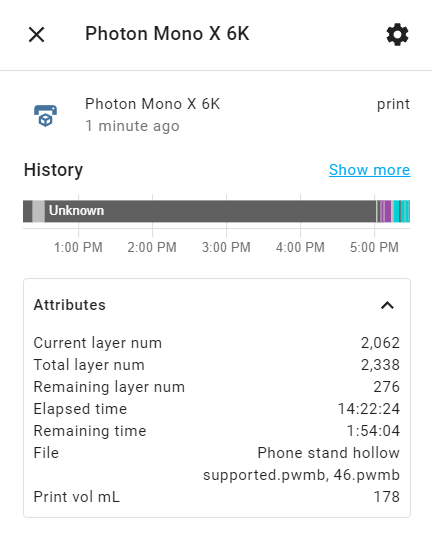 Photon Mono X 6K
Photon Mono X 6K print
1 minute ago
History Show more
Unknown
1:00 PM 2:00 PM 3:00 PM 4:00 PM 5:00 PM
Attributes
Current layer num 2,062
Total layer num 2,338
Remaining layer num 276
Elapsed time 14:22:24
Remaining time 1:54:04
File Phone stand hollow
supported.pwmb, 46.pwmb
Print vol mL 178